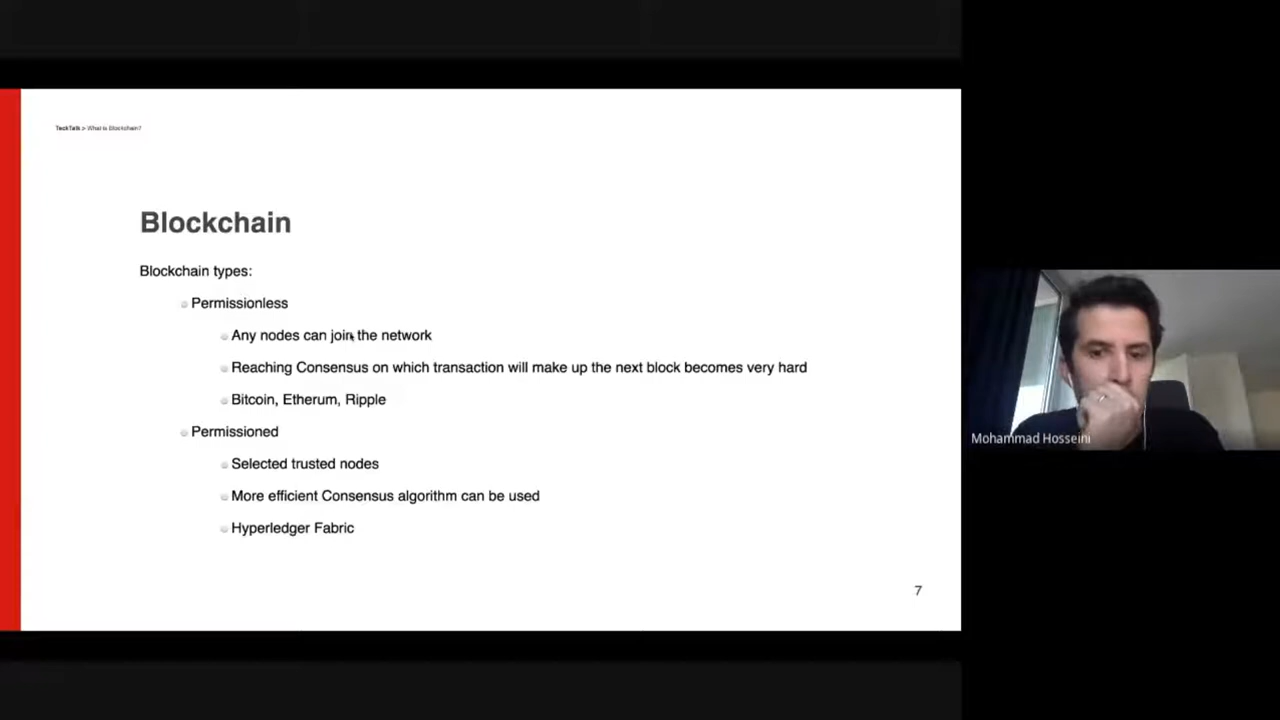 TeckTalk > What is Blockchain?
Blockchain
Blockchain types:
Permissionless
Any nodes can join the network
Reaching Consensus on which transaction will make up the next block becomes very hard
Bitcoin, Etherum, Ripple
Permissioned
Selected trusted nodes
More efficient Consensus algorithm can be used
Hyperledger Fabric
7
Mohammad Hosseini